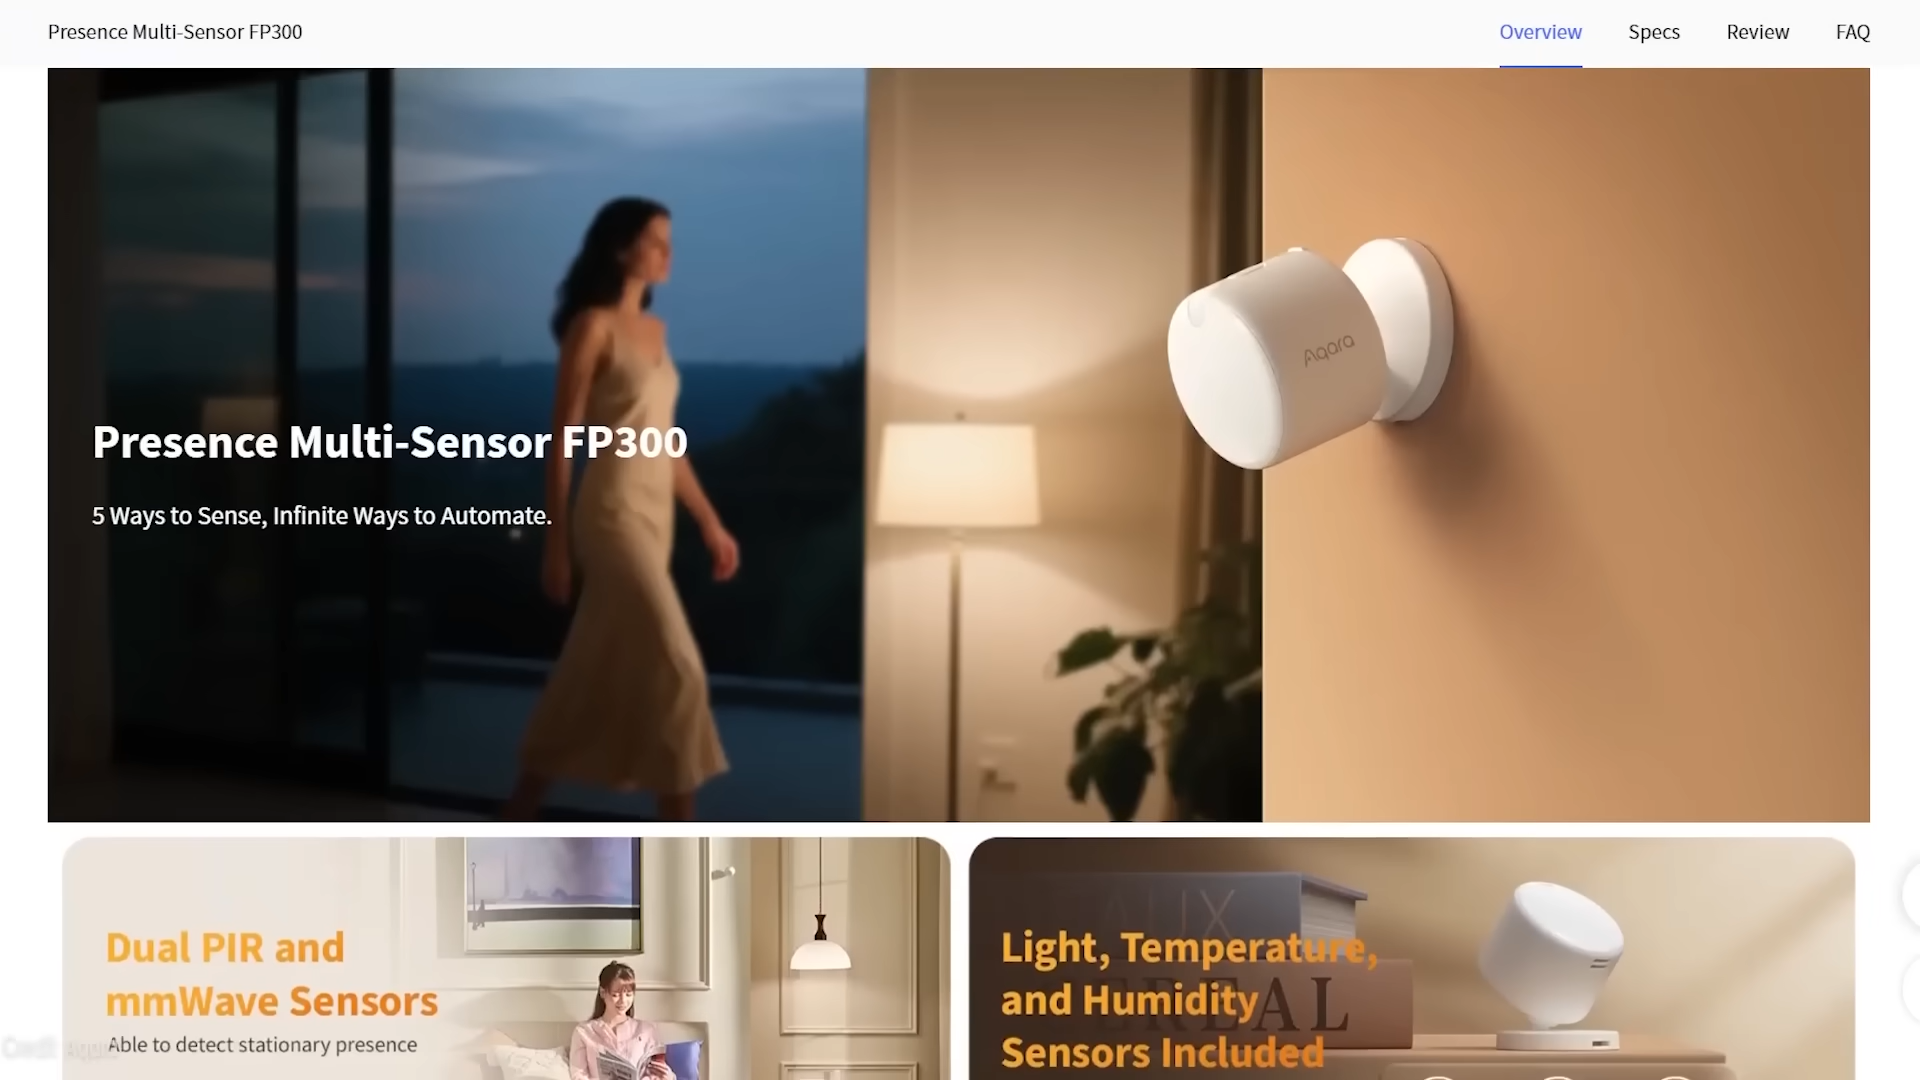 Presence Multi-Sensor FP300
Overview
Specs
Review
FAQ
Aqara
Presence Multi-Sensor FP300
5 Ways to Sense, Infinite Ways to Automate.
Dual PIR and
mmWave Sensors
Able to detect stationary presence
Light, Temperature,
and Humidity
Sensors Included